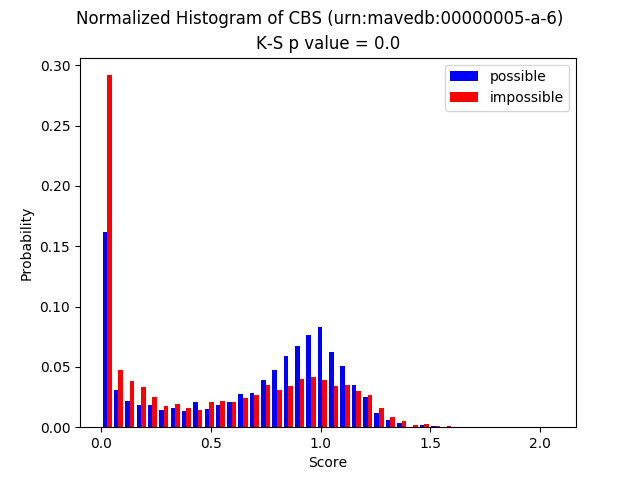 Normalized Histogram of CBS (urn:mavedb:00000005-a-6)
K-S p value = 0.0
possible
impossible
Probability
0.30
0.25
0.20
0.15
0.10
0.05
0.00
0.0 0.5 1.0 1.5 2.0
Score